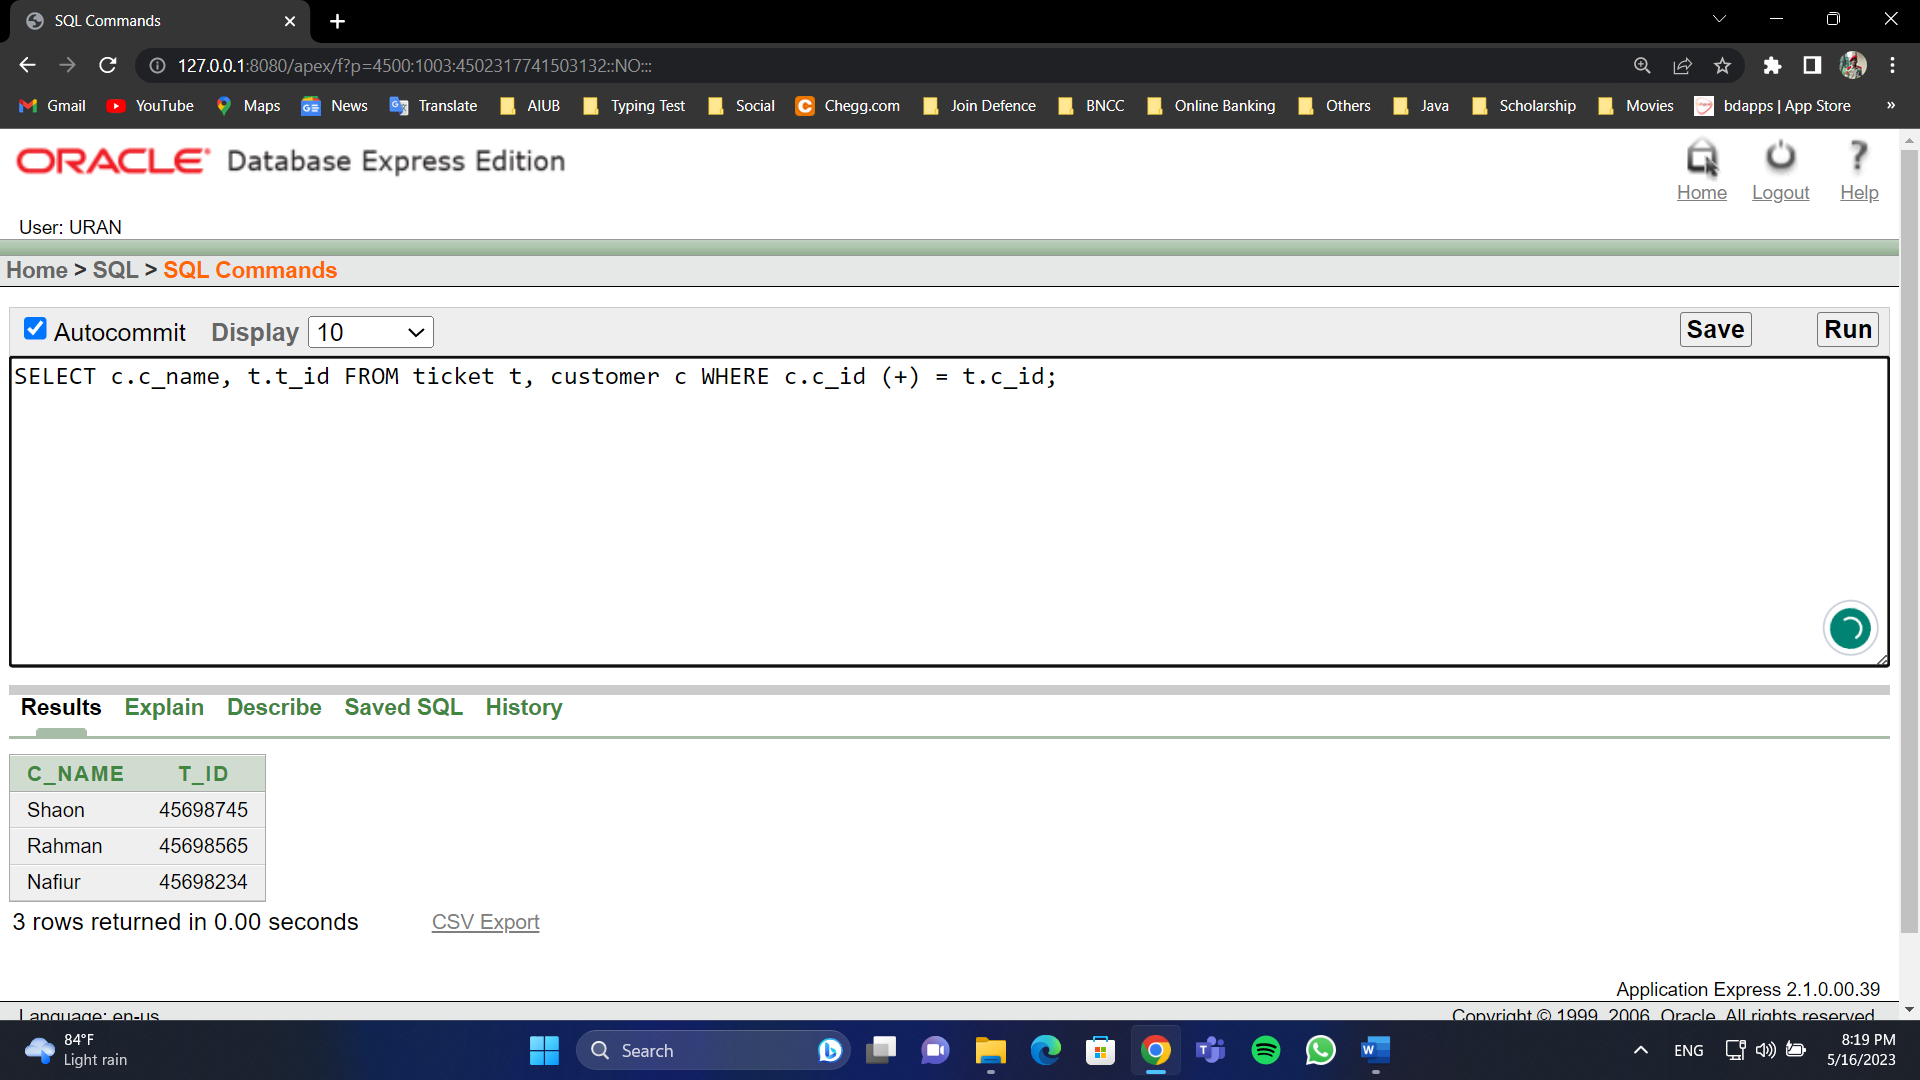 SQL Commands
127.0.0.1:8080/apex/f?p=4500:1003:4502317741503132::NO:::
Gmail YouTube Maps News Translate AIUB Typing Test Social Chegg.com Join Defence BNCC Online Banking Others Java Scholarship Movies bdapps | App Store »
ORACLE Database Express Edition
Home Logout Help
User: URAN
Home > SQL > SQL Commands
Autocommit Display 10 Save Run
SELECT c.c_name, t.t_id FROM ticket t, customer c WHERE c.c_id (+) = t.c_id;
Results Explain Describe Saved SQL History
C_NAME T_ID
Shaon 45698745
Rahman 45698565
Nafiur 45698234
3 rows returned in 0.00 seconds CSV Export
Application Express 2.1.0.00.39
Language: en-us Copyright © 1999, 2006, Oracle. All rights reserved.
84°F
Light rain
Search
ENG
8:19 PM
5/16/2023